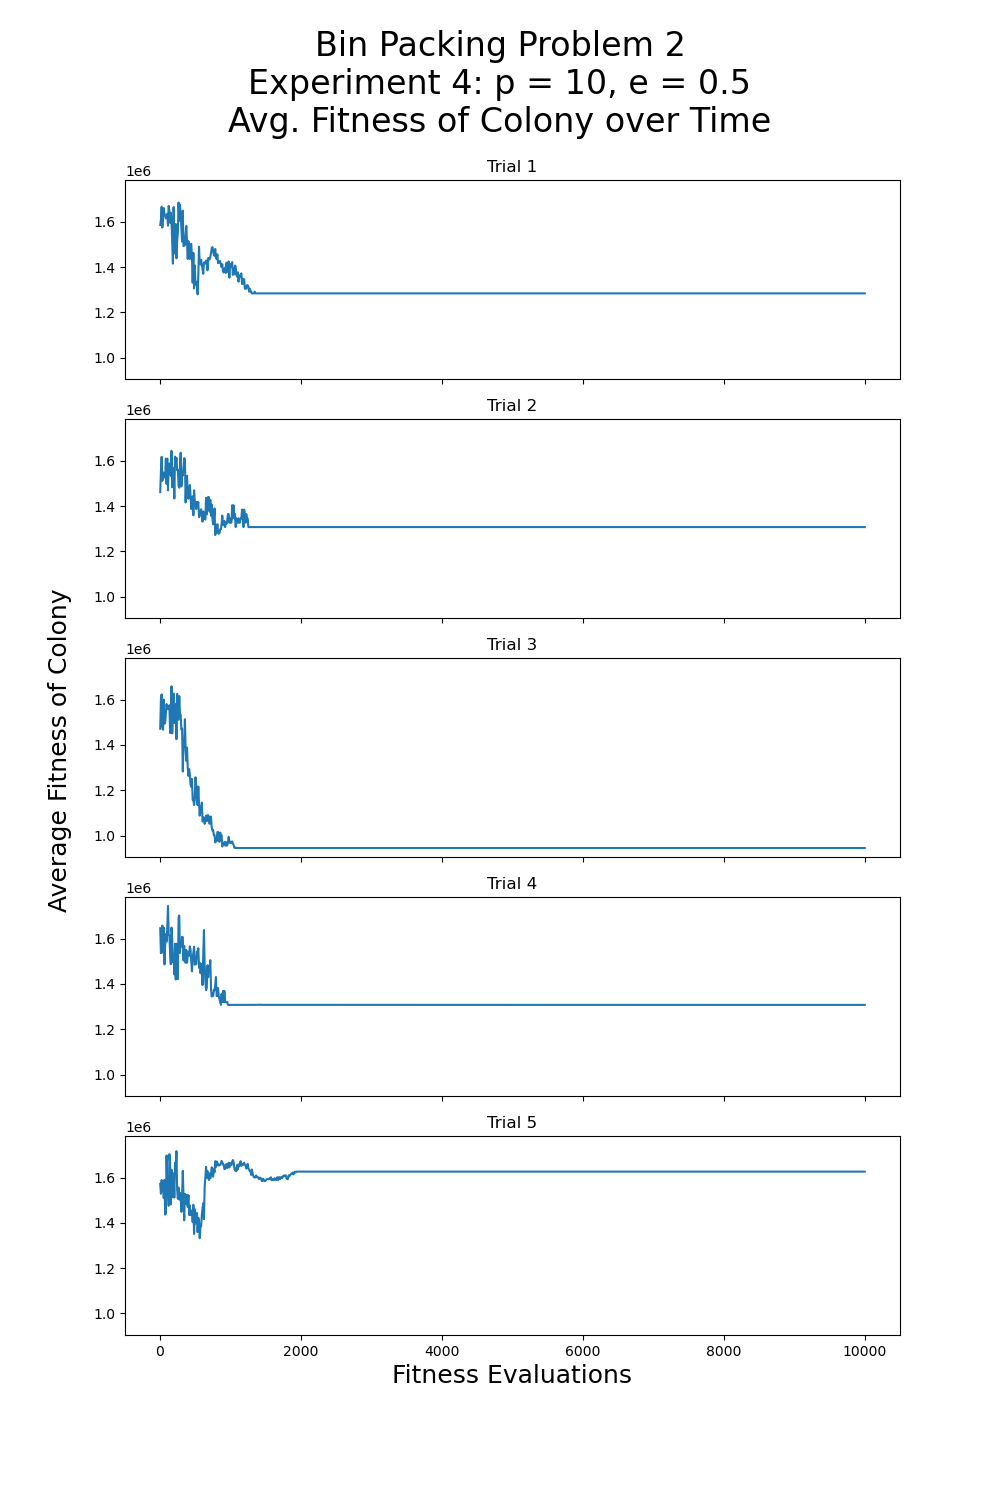 Bin Packing Problem 2
Experiment 4: p = 10, e = 0.5
Avg. Fitness of Colony over Time
Trial 1
1e6
1.6
1.4
1.2
1.0
Trial 2
1e6
1.6
1.4
1.2
1.0
Trial 3
1e6
1.6
1.4
1.2
1.0
Trial 4
1e6
1.6
1.4
1.2
1.0
Trial 5
1e6
1.6
1.4
1.2
1.0
0 2000 4000 6000 8000 10000
Fitness Evaluations
Average Fitness of Colony